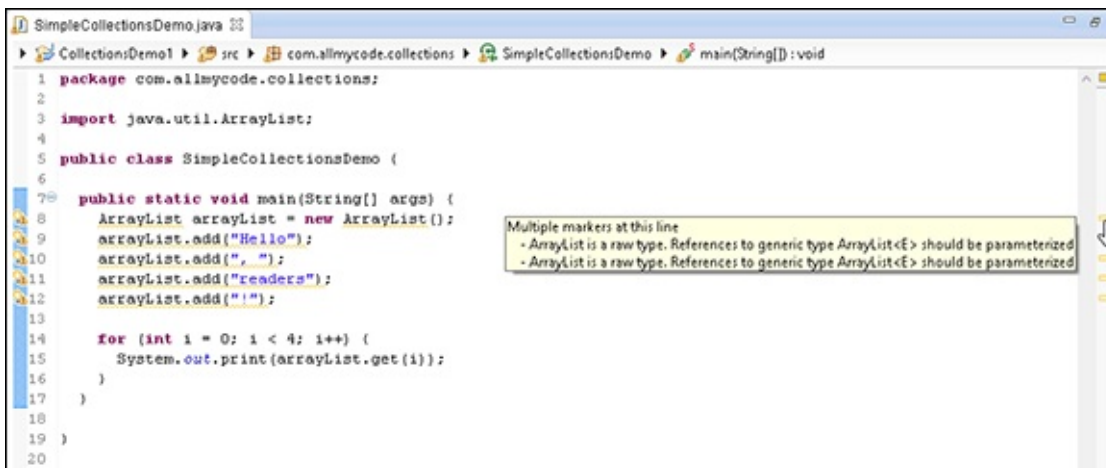 SimpleCollectionsDemo.java
CollectionsDemo1 ▸ src ▸ com.allmycode.collections ▸ SimpleCollectionsDemo ▸ main(String[]) : void
1 package com.allmycode.collections;
2
3 import java.util.ArrayList;
4
5 public class SimpleCollectionsDemo {
6
7 public static void main(String[] args) {
8 ArrayList arrayList = new ArrayList();
9 arrayList.add("Hello");
10 arrayList.add(", ");
11 arrayList.add("readers");
12 arrayList.add("!");
13
14 for (int i = 0; i < 4; i++) {
15 System.out.print(arrayList.get(i));
16 }
17 }
18
19 }
20
Multiple markers at this line
- ArrayList is a raw type. References to generic type ArrayList<E> should be parameterized
- ArrayList is a raw type. References to generic type ArrayList<E> should be parameterized